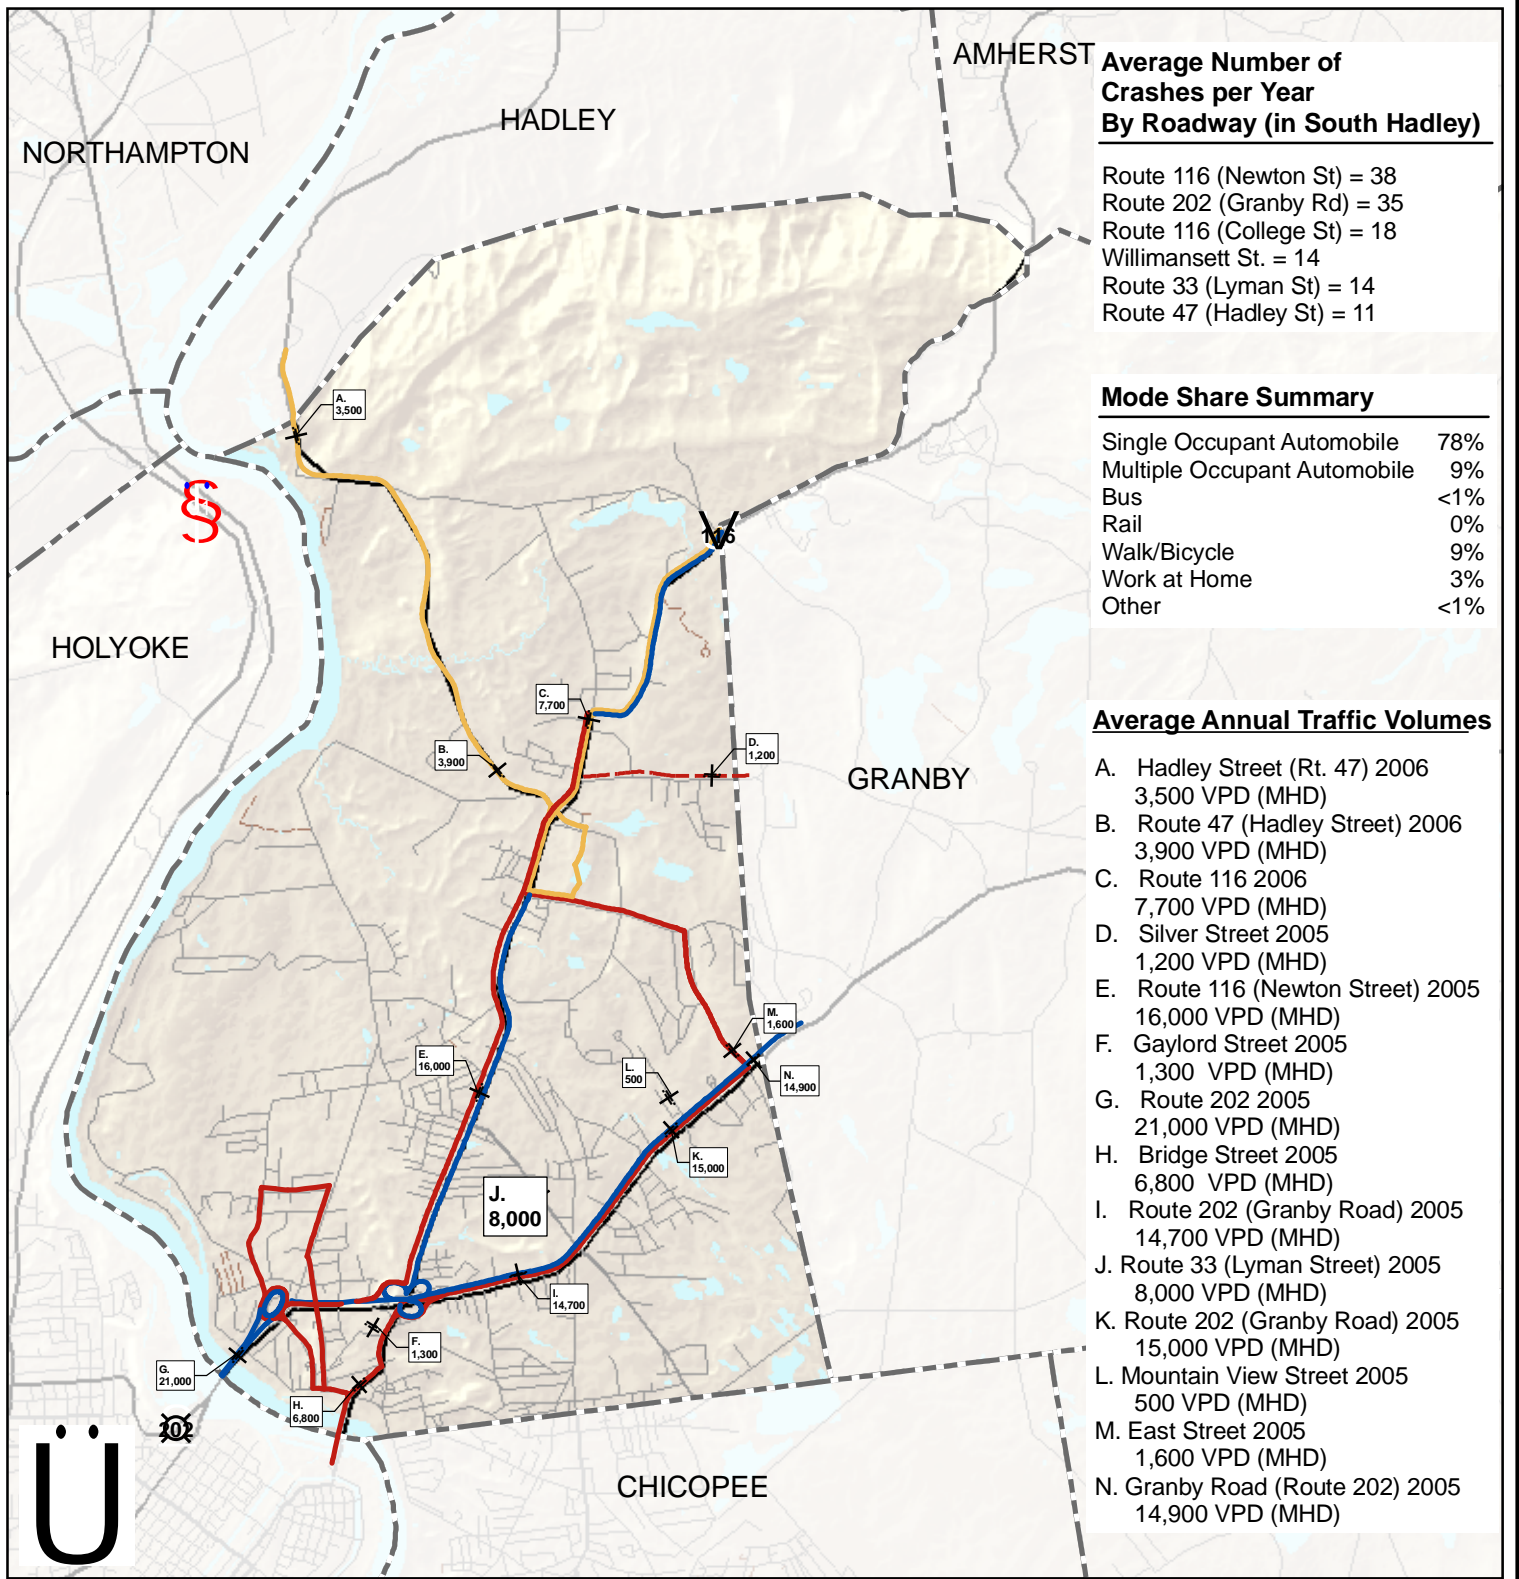 AMHERST
HADLEY
NORTHAMPTON
HOLYOKE
GRANBY
CHICOPEE
A.
3,500
116
C.
7,700
B.
3,900
D.
1,200
M.
1,600
E.
16,000
L.
500
N.
14,900
K.
15,000
J.
8,000
I.
14,700
F.
1,300
G.
21,000
H.
6,800
202
§
Ü
Average Number of
Crashes per Year
By Roadway (in South Hadley)
Route 116 (Newton St) = 38
Route 202 (Granby Rd) = 35
Route 116 (College St) = 18
Willimansett St. = 14
Route 33 (Lyman St) = 14
Route 47 (Hadley St) = 11
Mode Share Summary
Single Occupant Automobile 78%
Multiple Occupant Automobile 9%
Bus <1%
Rail 0%
Walk/Bicycle 9%
Work at Home 3%
Other <1%
Average Annual Traffic Volumes
A. Hadley Street (Rt. 47) 2006
3,500 VPD (MHD)
B. Route 47 (Hadley Street) 2006
3,900 VPD (MHD)
C. Route 116 2006
7,700 VPD (MHD)
D. Silver Street 2005
1,200 VPD (MHD)
E. Route 116 (Newton Street) 2005
16,000 VPD (MHD)
F. Gaylord Street 2005
1,300 VPD (MHD)
G. Route 202 2005
21,000 VPD (MHD)
H. Bridge Street 2005
6,800 VPD (MHD)
I. Route 202 (Granby Road) 2005
14,700 VPD (MHD)
J. Route 33 (Lyman Street) 2005
8,000 VPD (MHD)
K. Route 202 (Granby Road) 2005
15,000 VPD (MHD)
L. Mountain View Street 2005
500 VPD (MHD)
M. East Street 2005
1,600 VPD (MHD)
N. Granby Road (Route 202) 2005
14,900 VPD (MHD)